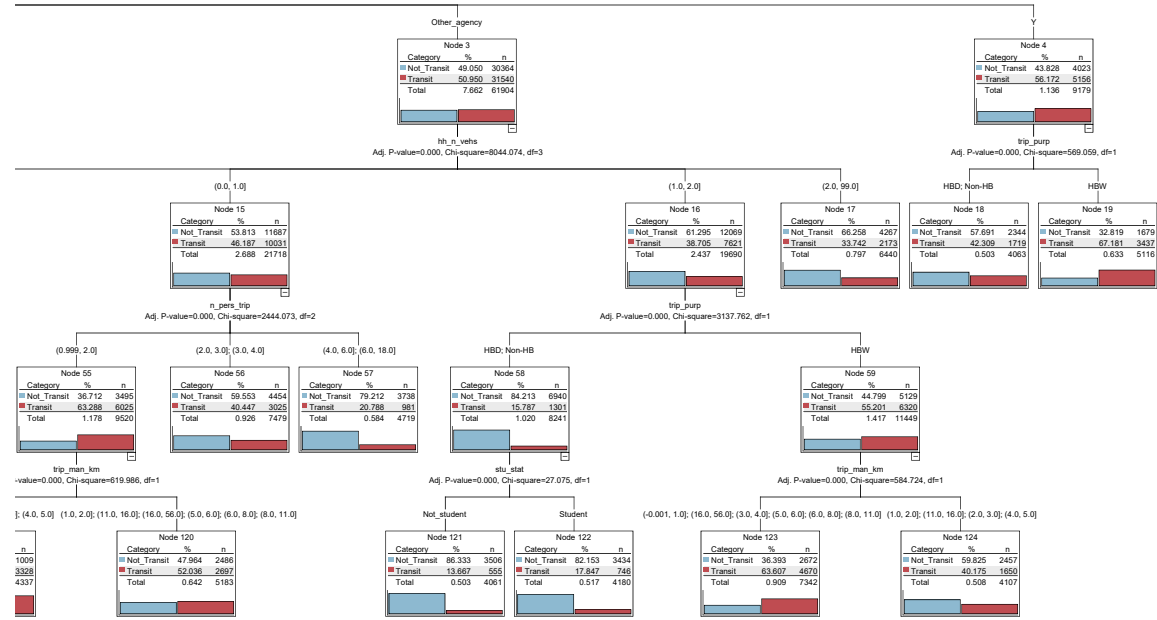 Other_agency
Y
Node 3
Category % n
Not_Transit 49.050 30364
Transit 50.950 31540
Total 7.662 61904
Node 4
Category % n
Not_Transit 43.828 4023
Transit 56.172 5156
Total 1.136 9179
hh_n_vehs
Adj. P-value=0.000, Chi-square=8044.074, df=3
trip_purp
Adj. P-value=0.000, Chi-square=569.059, df=1
(0.0, 1.0]
(1.0, 2.0]
(2.0, 99.0]
HBD; Non-HB
HBW
Node 15
Category % n
Not_Transit 53.813 11687
Transit 46.187 10031
Total 2.688 21718
Node 16
Category % n
Not_Transit 61.295 12069
Transit 38.705 7621
Total 2.437 19690
Node 17
Category % n
Not_Transit 66.258 4267
Transit 33.742 2173
Total 0.797 6440
Node 18
Category % n
Not_Transit 57.691 2344
Transit 42.309 1719
Total 0.503 4063
Node 19
Category % n
Not_Transit 32.819 1679
Transit 67.181 3437
Total 0.633 5116
n_pers_trip
Adj. P-value=0.000, Chi-square=2444.073, df=2
trip_purp
Adj. P-value=0.000, Chi-square=3137.762, df=1
(0.999, 2.0]
(2.0, 3.0]; (3.0, 4.0]
(4.0, 6.0]; (6.0, 18.0]
HBD; Non-HB
HBW
Node 55
Category % n
Not_Transit 36.712 3495
Transit 63.288 6025
Total 1.178 9520
Node 56
Category % n
Not_Transit 59.553 4454
Transit 40.447 3025
Total 0.926 7479
Node 57
Category % n
Not_Transit 79.212 3738
Transit 20.788 981
Total 0.584 4719
Node 58
Category % n
Not_Transit 84.213 6940
Transit 15.787 1301
Total 1.020 8241
Node 59
Category % n
Not_Transit 44.799 5129
Transit 55.201 6320
Total 1.417 11449
trip_man_km
-value=0.000, Chi-square=619.986, df=1
stu_stat
Adj. P-value=0.000, Chi-square=27.075, df=1
trip_man_km
Adj. P-value=0.000, Chi-square=584.724, df=1
]; (4.0, 5.0]
(1.0, 2.0]; (11.0, 16.0]; (16.0, 56.0]; (5.0, 6.0]; (6.0, 8.0]; (8.0, 11.0]
Not_student
Student
(-0.001, 1.0]; (16.0, 56.0]; (3.0, 4.0]; (5.0, 6.0]; (6.0, 8.0]; (8.0, 11.0]
(1.0, 2.0]; (11.0, 16.0]; (2.0, 3.0]; (4.0, 5.0]
n
1009
3328
4337
Node 120
Category % n
Not_Transit 47.964 2486
Transit 52.036 2697
Total 0.642 5183
Node 121
Category % n
Not_Transit 86.333 3506
Transit 13.667 555
Total 0.503 4061
Node 122
Category % n
Not_Transit 82.153 3434
Transit 17.847 746
Total 0.517 4180
Node 123
Category % n
Not_Transit 36.393 2672
Transit 63.607 4670
Total 0.909 7342
Node 124
Category % n
Not_Transit 59.825 2457
Transit 40.175 1650
Total 0.508 4107